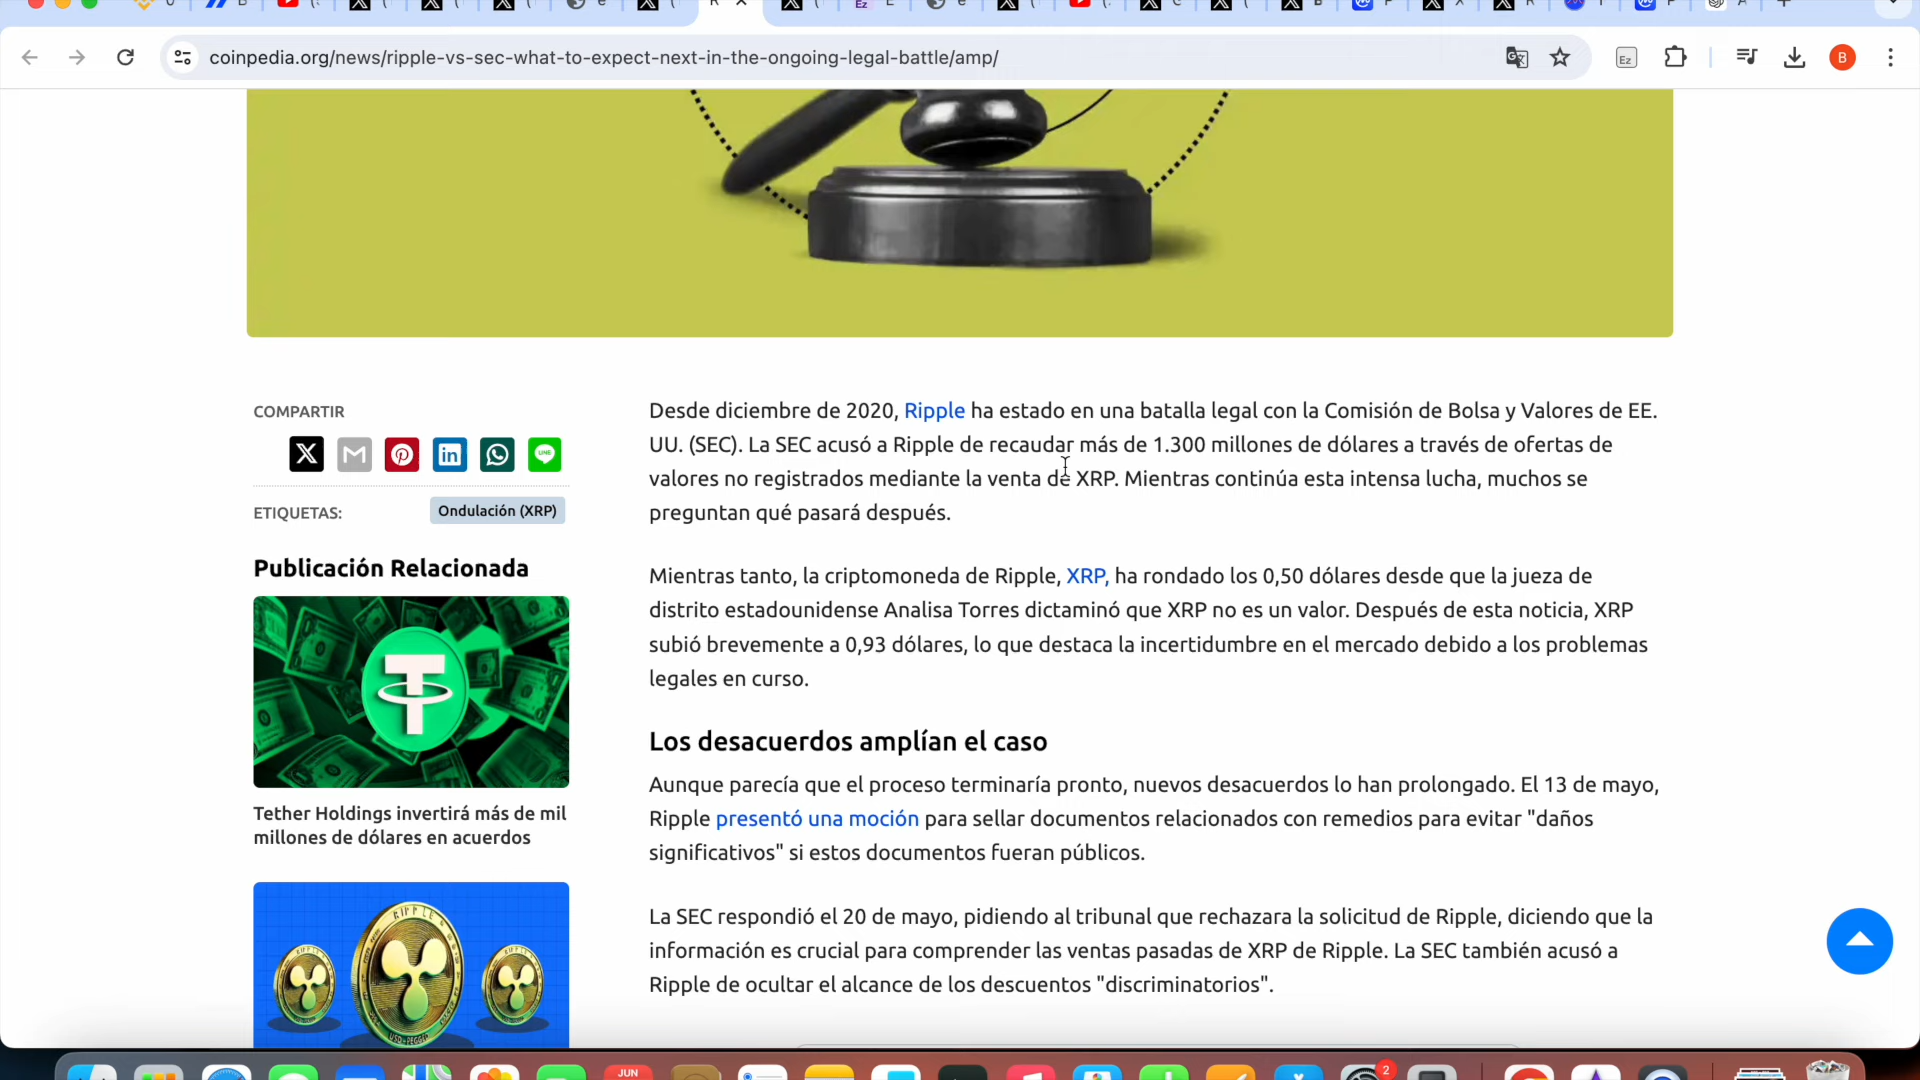 coinpedia.org/news/ripple-vs-sec-what-to-expect-next-in-the-ongoing-legal-battle/amp/
Ez
B
COMPARTIR
ETIQUETAS:
Ondulación (XRP)
Publicación Relacionada
Tether Holdings invertirá más de mil
millones de dólares en acuerdos
Desde diciembre de 2020, Ripple ha estado en una batalla legal con la Comisión de Bolsa y Valores de EE.
UU. (SEC). La SEC acusó a Ripple de recaudar más de 1.300 millones de dólares a través de ofertas de
valores no registrados mediante la venta de XRP. Mientras continúa esta intensa lucha, muchos se
preguntan qué pasará después.
Mientras tanto, la criptomoneda de Ripple, XRP, ha rondado los 0,50 dólares desde que la jueza de
distrito estadounidense Analisa Torres dictaminó que XRP no es un valor. Después de esta noticia, XRP
subió brevemente a 0,93 dólares, lo que destaca la incertidumbre en el mercado debido a los problemas
legales en curso.
Los desacuerdos amplían el caso
Aunque parecía que el proceso terminaría pronto, nuevos desacuerdos lo han prolongado. El 13 de mayo,
Ripple presentó una moción para sellar documentos relacionados con remedios para evitar "daños
significativos" si estos documentos fueran públicos.
La SEC respondió el 20 de mayo, pidiendo al tribunal que rechazara la solicitud de Ripple, diciendo que la
información es crucial para comprender las ventas pasadas de XRP de Ripple. La SEC también acusó a
Ripple de ocultar el alcance de los descuentos "discriminatorios".
JUN
2